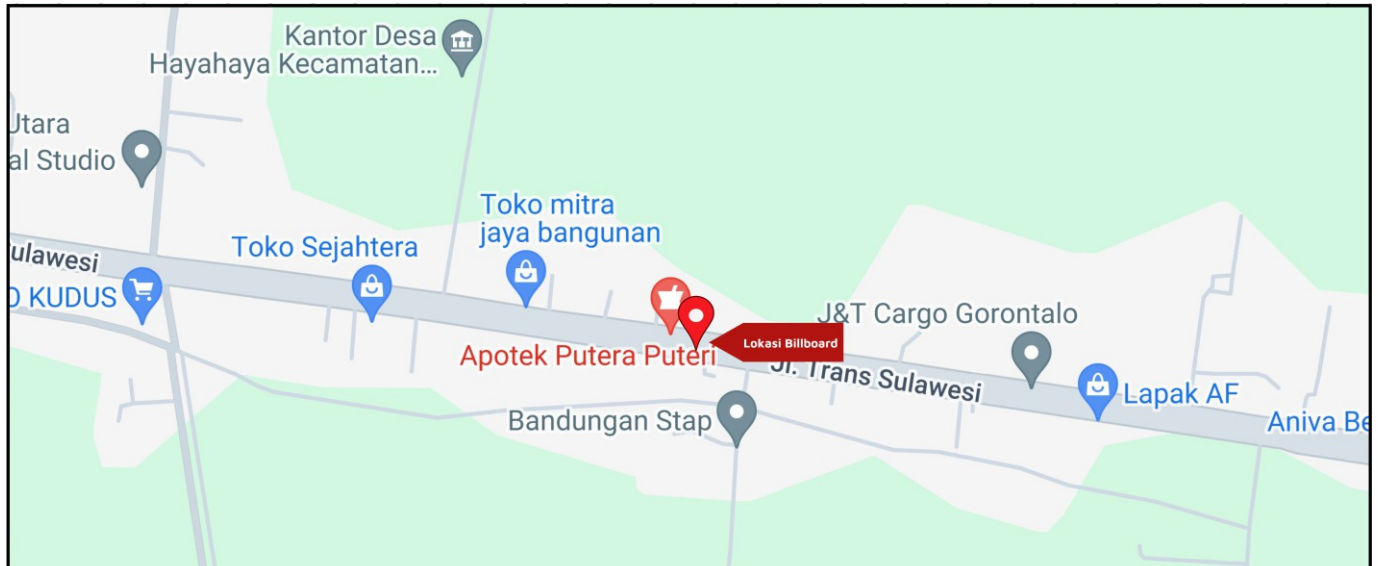 Kantor Desa
Hayahaya Kecamatan...
Utara
al Studio
Toko mitra
jaya bangunan
Toko Sejahtera
ulawesi
O KUDUS
J&T Cargo Gorontalo
Lokasi Billboard
Apotek Putera Puteri
Jl. Trans Sulawesi
Lapak AF
Bandungan Stap
Aniva Be